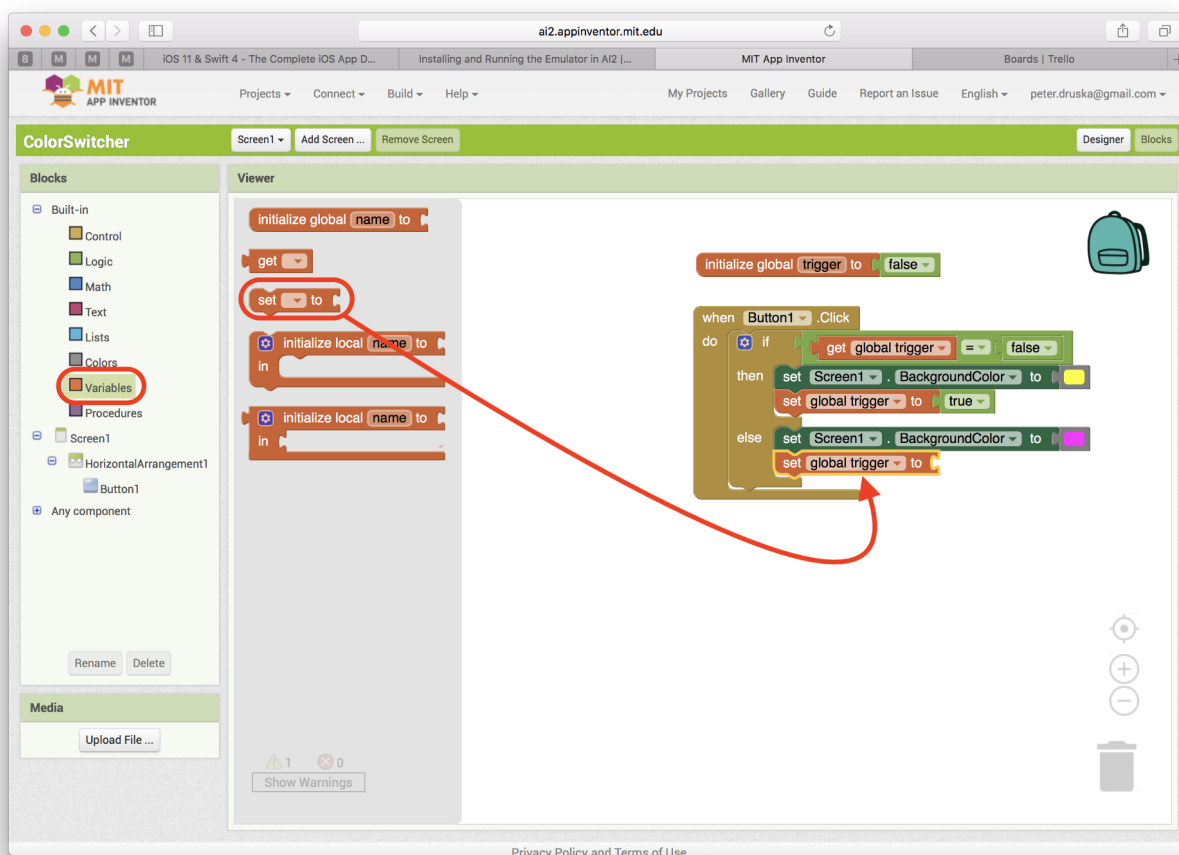 ai2.appinventor.mit.edu
8 M M M iOS 11 & Swift 4 - The Complete iOS App D... Installing and Running the Emulator in AI2 |... MIT App Inventor Boards | Trello +
MIT
APP INVENTOR
Projects Connect Build Help My Projects Gallery Guide Report an Issue English peter.druska@gmail.com
ColorSwitcher Screen1 Add Screen ... Remove Screen Designer Blocks
Blocks
Viewer
Built-in
Control
Logic
Math
Text
Lists
Colors
Variables
Procedures
Screen1
HorizontalArrangement1
Button1
Any component
Rename Delete
Media
Upload File ...
initialize global name to
get
set to
initialize local name to
in
initialize local name to
in
1 0
Show Warnings
initialize global trigger to false
when Button1 .Click
do if get global trigger = false
then set Screen1 . BackgroundColor to
set global trigger to true
else set Screen1 . BackgroundColor to
set global trigger to
Privacy Policy and Terms of Use